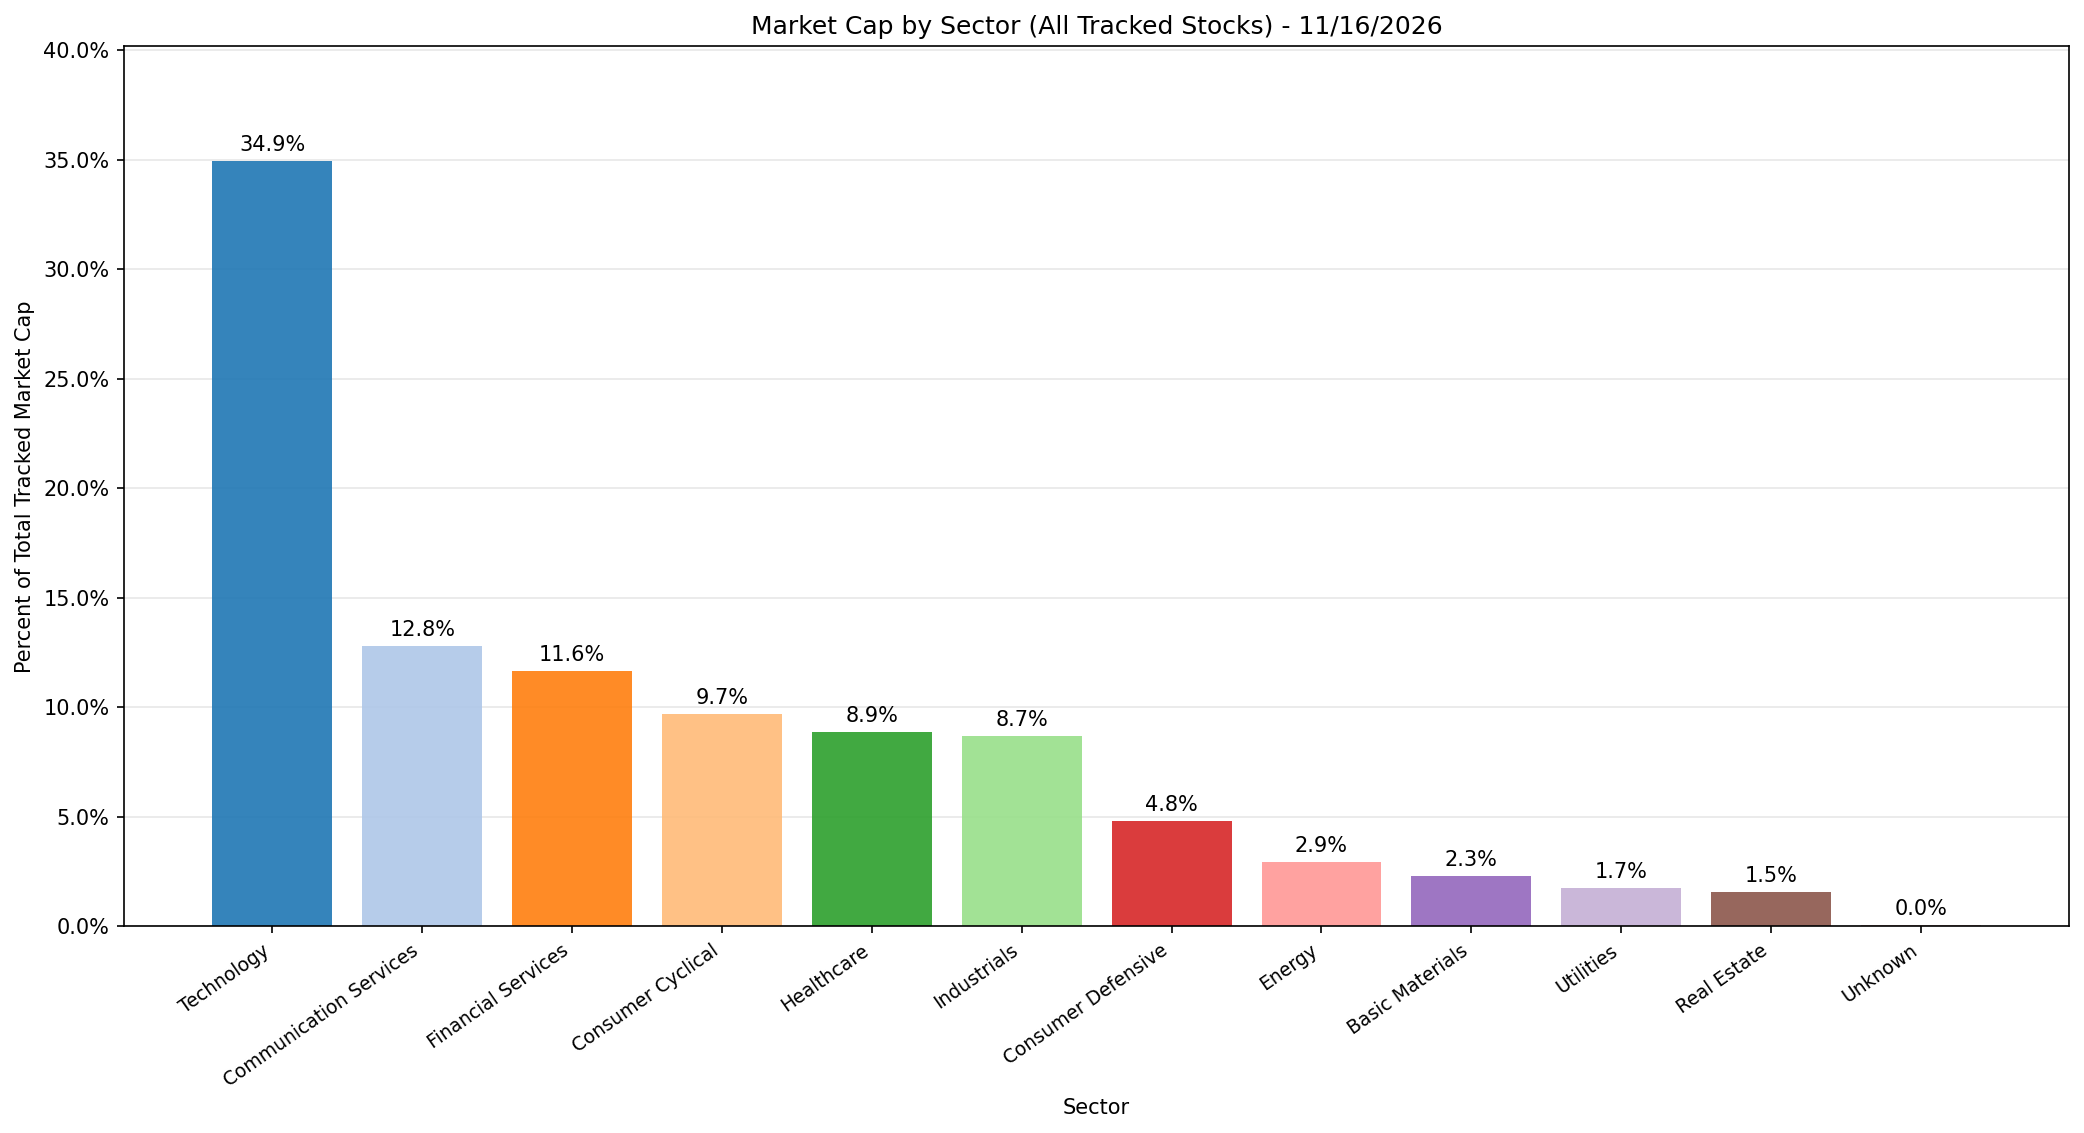 Market Cap by Sector (All Tracked Stocks) - 11/16/2026
Percent of Total Tracked Market Cap
40.0%
35.0%
30.0%
25.0%
20.0%
15.0%
10.0%
5.0%
0.0%
34.9%
12.8%
11.6%
9.7%
8.9%
8.7%
4.8%
2.9%
2.3%
1.7%
1.5%
0.0%
Technology
Communication Services
Financial Services
Consumer Cyclical
Healthcare
Industrials
Consumer Defensive
Energy
Basic Materials
Utilities
Real Estate
Unknown
Sector